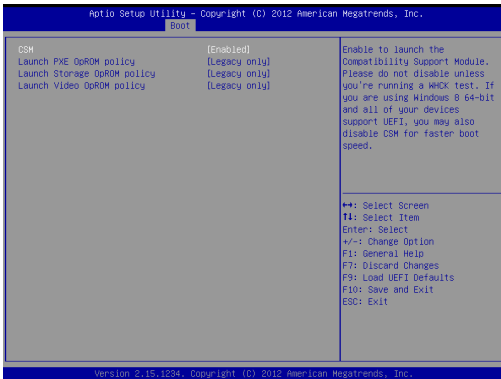 Aptio Setup Utility – Copyright (C) 2012 American Megatrends, Inc.
Boot
CSM [Enabled]
Launch PXE OpROM policy [Legacy only]
Launch Storage OpROM policy [Legacy only]
Launch Video OpROM policy [Legacy only]
Enable to launch the
Compatibility Support Module.
Please do not disable unless
you're running a WHCK test. If
you are using Windows 8 64-bit
and all of your devices
support UEFI, you may also
disable CSM for faster boot
speed.
↔: Select Screen
↑↓: Select Item
Enter: Select
+/-: Change Option
F1: General Help
F7: Discard Changes
F9: Load UEFI Defaults
F10: Save and Exit
ESC: Exit
Version 2.15.1234. Copyright (C) 2012 American Megatrends, Inc.